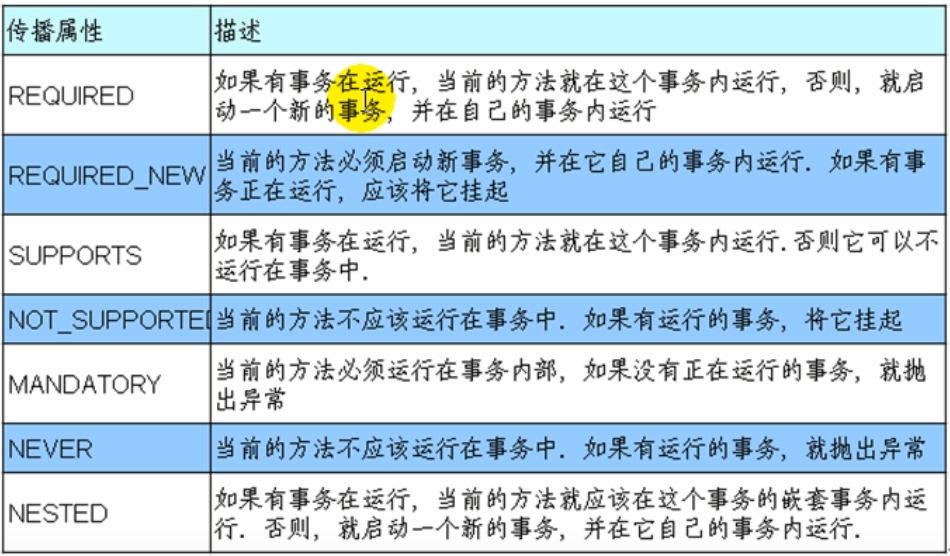 传播属性 描述
REQUIRED 如果有事务在运行，当前的方法就在这个事务内运行，否则，就启
动一个新的事务，并在自己的事务内运行
REQUIRED_NEW 当前的方法必须启动新事务，并在它自己的事务内运行. 如果有事
务正在运行，应该将它挂起
SUPPORTS 如果有事务在运行，当前的方法就在这个事务内运行. 否则它可以不
运行在事务中.
NOT_SUPPORTE 当前的方法不应该运行在事务中. 如果有运行的事务，将它挂起
MANDATORY 当前的方法必须运行在事务内部，如果没有正在运行的事务，就抛
出异常
NEVER 当前的方法不应该运行在事务中. 如果有运行的事务，就抛出异常
NESTED 如果有事务在运行，当前的方法就应该在这个事务的嵌套事务内运
行. 否则，就启动一个新的事务，并在它自己的事务内运行.